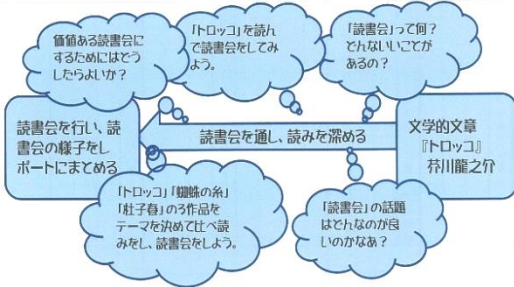 価値ある読書会に
するためにはどう
したらよいか？
「トロッコ」を読ん
で読書会をしてみ
よう。
「読書会」って何？
どんないいことが
あるの？
読書会を行い、読
書会の様子をレ
ポートにまとめる
読書会を通し、読みを深める
文学的文章
『トロッコ』
芥川龍之介
「トロッコ」「蜘蛛の糸」
「杜子春」の3作品を
テーマを決めて比べ読
みをし、読書会をしよう。
「読書会」の話題
はどんなのが良
いのかなあ？